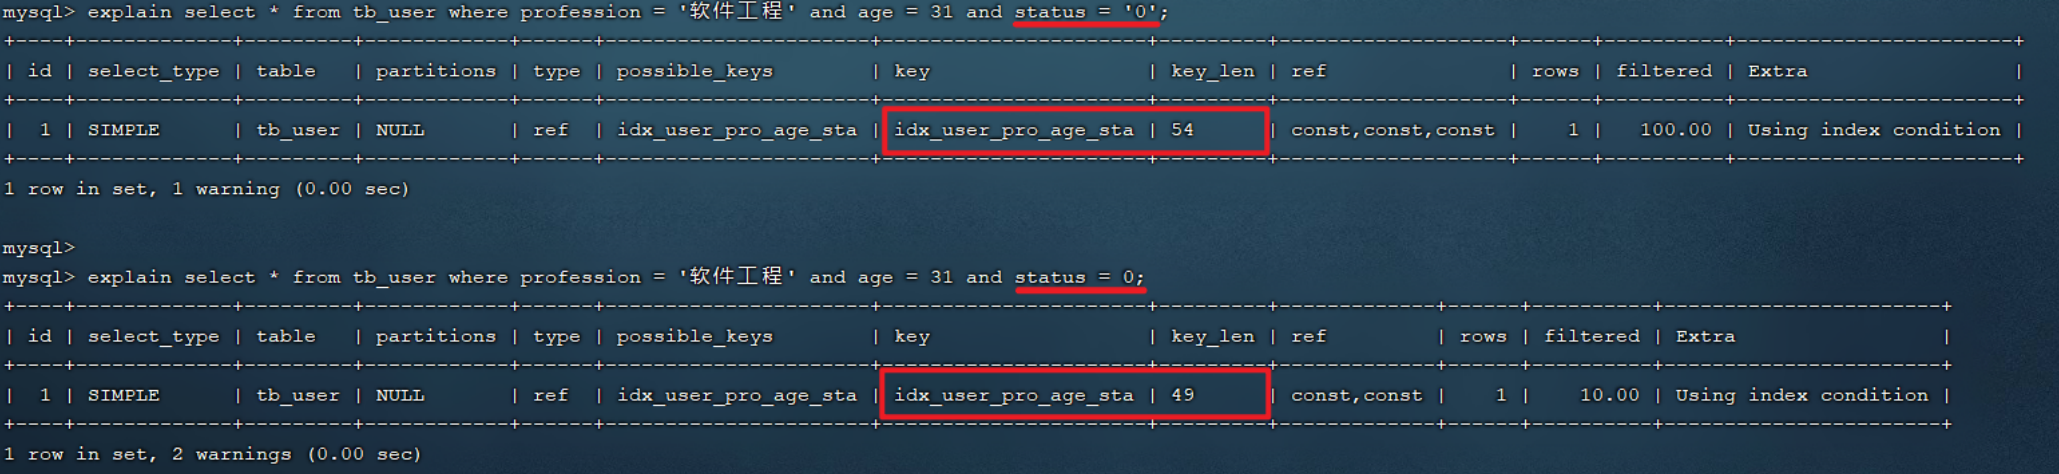 mysql> explain select * from tb_user where profession = '软件工程' and age = 31 and status = '0';
+----+-------------+---------+------------+------+----------------------+----------------------+---------+-------------------+------+----------+-----------------------+
| id | select_type | table | partitions | type | possible_keys | key | key_len | ref | rows | filtered | Extra |
+----+-------------+---------+------------+------+----------------------+----------------------+---------+-------------------+------+----------+-----------------------+
| 1 | SIMPLE | tb_user | NULL | ref | idx_user_pro_age_sta | idx_user_pro_age_sta | 54 | const,const,const | 1 | 100.00 | Using index condition |
+----+-------------+---------+------------+------+----------------------+----------------------+---------+-------------------+------+----------+-----------------------+
1 row in set, 1 warning (0.00 sec)
mysql>
mysql> explain select * from tb_user where profession = '软件工程' and age = 31 and status = 0;
+----+-------------+---------+------------+------+----------------------+----------------------+---------+-------------+------+----------+-----------------------+
| id | select_type | table | partitions | type | possible_keys | key | key_len | ref | rows | filtered | Extra |
+----+-------------+---------+------------+------+----------------------+----------------------+---------+-------------+------+----------+-----------------------+
| 1 | SIMPLE | tb_user | NULL | ref | idx_user_pro_age_sta | idx_user_pro_age_sta | 49 | const,const | 1 | 10.00 | Using index condition |
+----+-------------+---------+------------+------+----------------------+----------------------+---------+-------------+------+----------+-----------------------+
1 row in set, 2 warnings (0.00 sec)